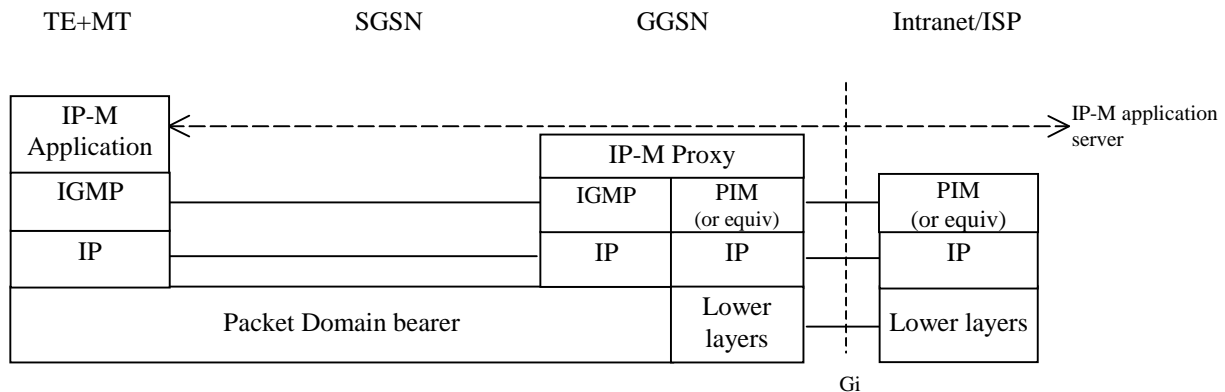 TE+MT SGSN GGSN Intranet/ISP
IP-M
Application
IP-M application
server
IP-M Proxy
IGMP IGMP PIM
(or equiv) PIM
(or equiv)
IP IP IP IP
Packet Domain bearer Lower
layers Lower layers
Gi